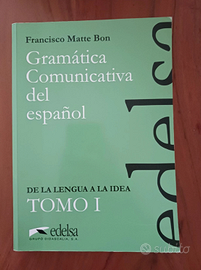 Francisco Matte Bon
Gramática
Comunicativa
del
español
edelsa
DE LA LENGUA A LA IDEA
TOMO I
edelsa
GRUPO DIDASCALIA, S.A.
subito